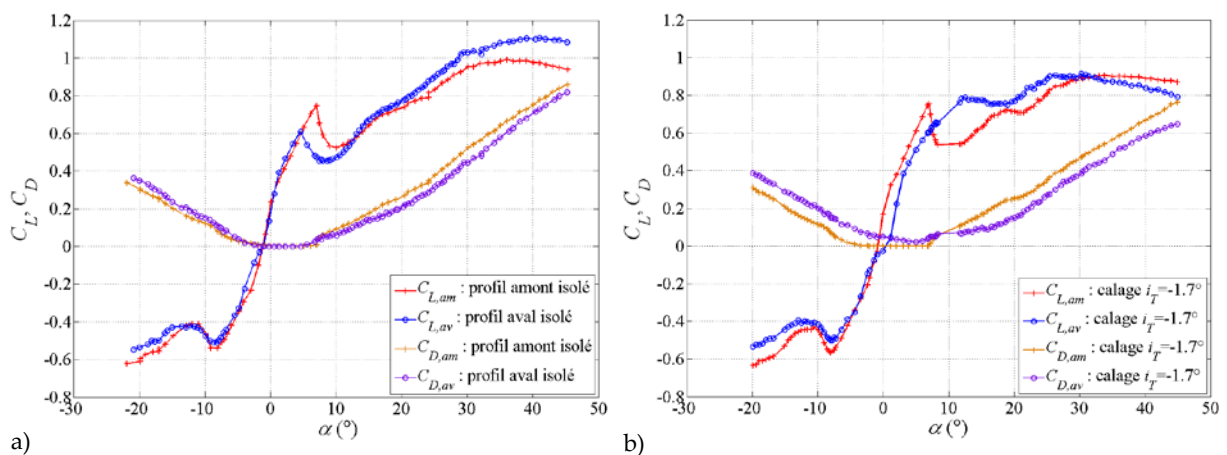 C_L, C_D
1.2
1
0.8
0.6
0.4
0.2
0
-0.2
-0.4
-0.6
-0.8
-30
-20
-10
0
10
20
30
40
50
α (°)
C_L,am : profil amont isolé
C_L,av : profil aval isolé
C_D,am : profil amont isolé
C_D,av : profil aval isolé
a)
C_L, C_D
1.2
1
0.8
0.6
0.4
0.2
0
-0.2
-0.4
-0.6
-0.8
-30
-20
-10
0
10
20
30
40
50
α (°)
C_L,am : calage i_T=-1.7°
C_L,av : calage i_T=-1.7°
C_D,am : calage i_T=-1.7°
C_D,av : calage i_T=-1.7°
b)